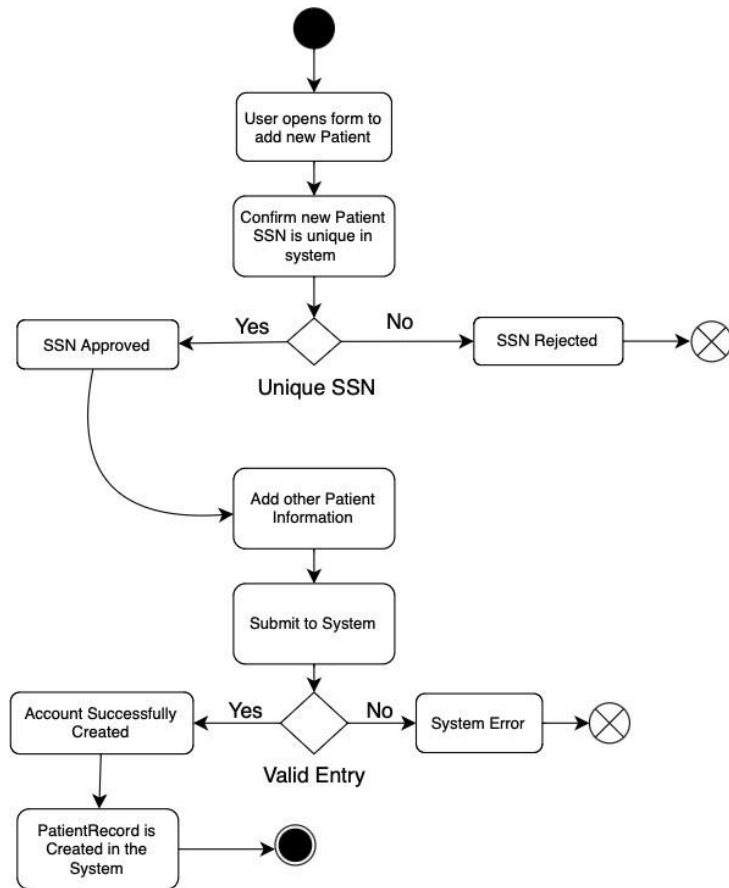 User opens form to
add new Patient
Confirm new Patient
SSN is unique in
system
Yes
No
SSN Approved
SSN Rejected
Unique SSN
Add other Patient
Information
Submit to System
Yes
No
Account Successfully
Created
System Error
Valid Entry
PatientRecord is
Created in the
System